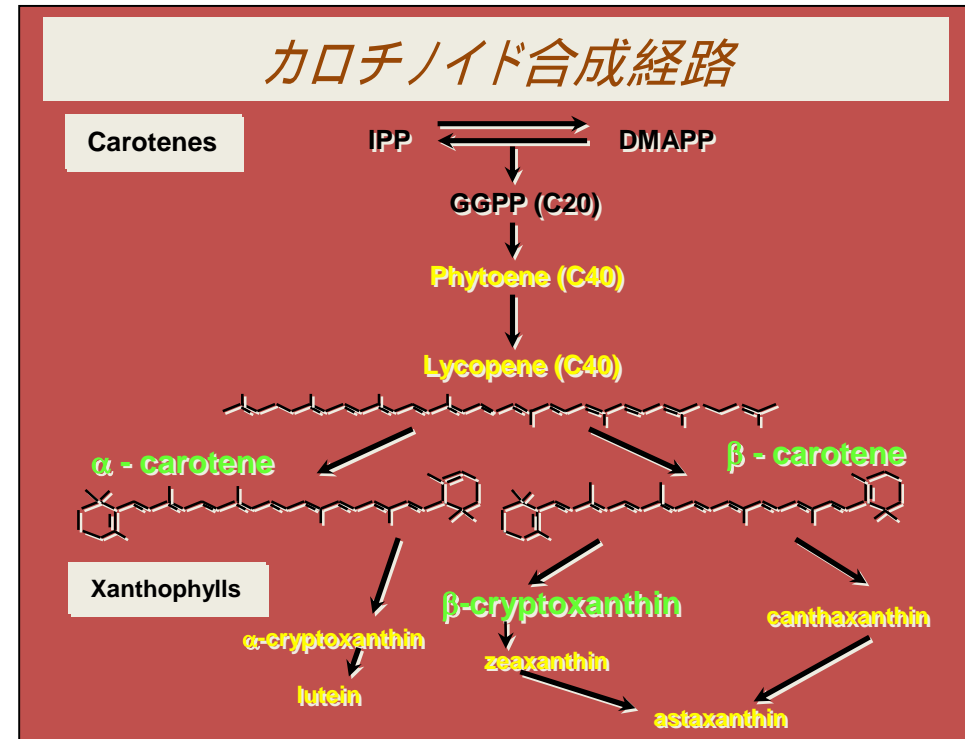 カロチノイド合成経路
Carotenes
IPP DMAPP
GGPP (C20)
Phytoene (C40)
Lycopene (C40)
α - carotene
β - carotene
Xanthophylls
β-cryptoxanthin
canthaxanthin
α-cryptoxanthin
zeaxanthin
lutein
astaxanthin